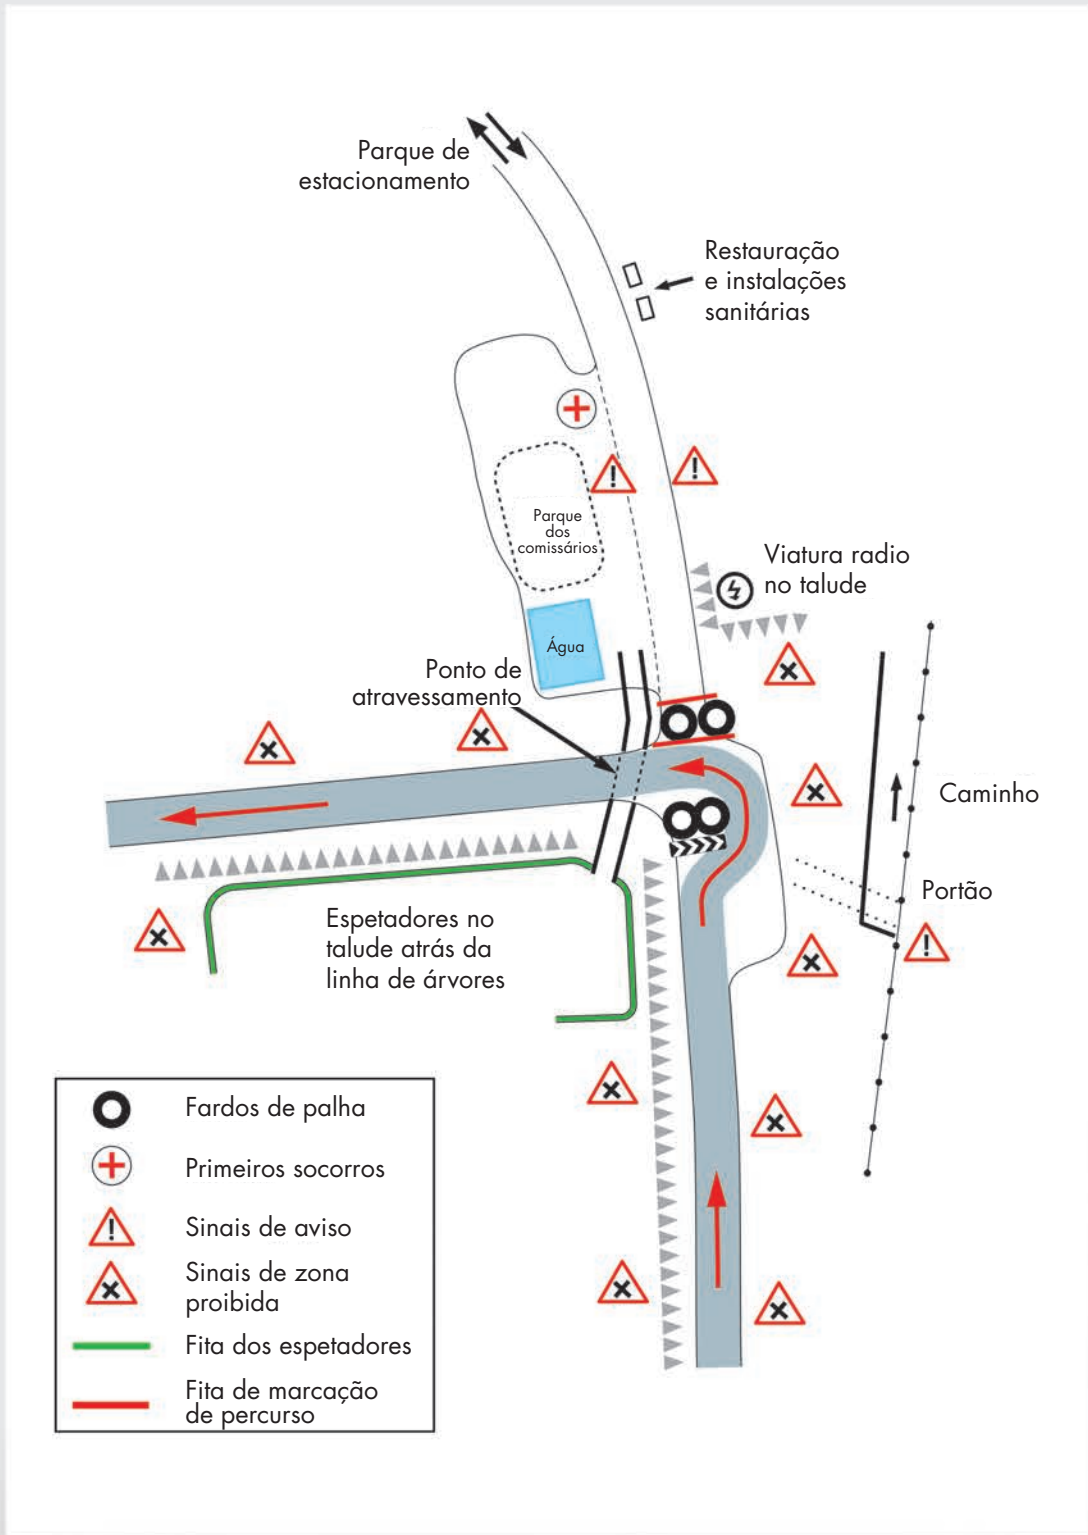 Parque de
estacionamento
Restauração
e instalações
sanitárias
Parque
dos
comissários
Viatura radio
no talude
Água
Ponto de
atravessamento
Caminho
Portão
Espetadores no
talude atrás da
linha de árvores
Fardos de palha
Primeiros socorros
Sinais de aviso
Sinais de zona
proibida
Fita dos espetadores
Fita de marcação
de percurso